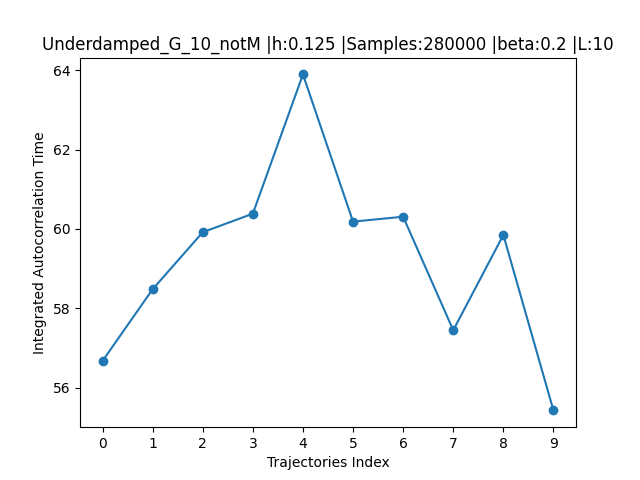 Underdamped_G_10_notM |h:0.125 |Samples:280000 |beta:0.2 |L:10
64
62
60
58
56
Integrated Autocorrelation Time
0 1 2 3 4 5 6 7 8 9
Trajectories Index